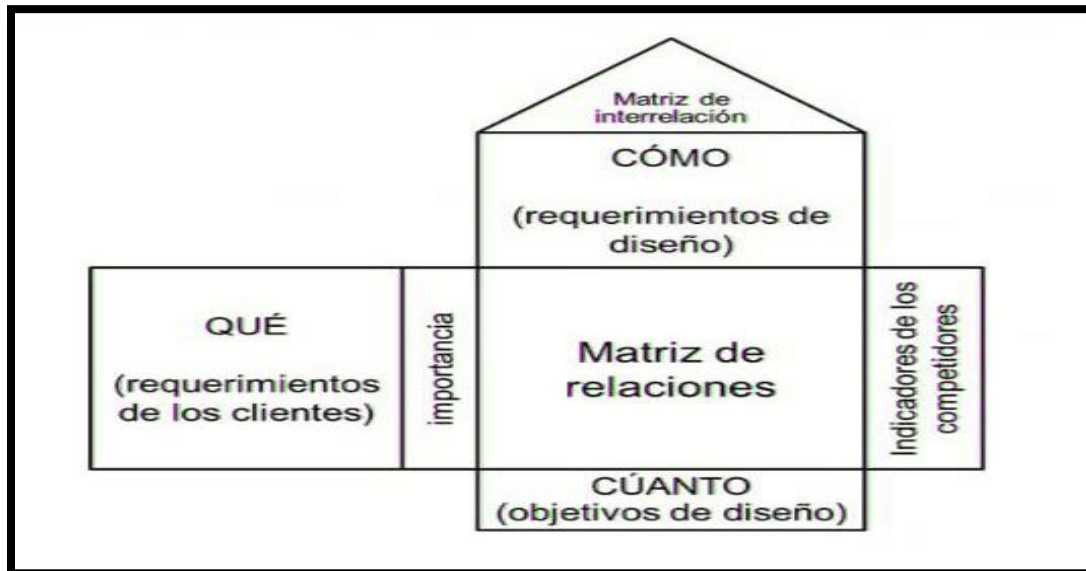 Matriz de
interrelación
CÓMO
(requerimientos de
diseño)
QUÉ
(requerimientos
de los clientes)
importancia
Matriz de
relaciones
Indicadores de los
competidores
CÚANTO
(objetivos de diseño)